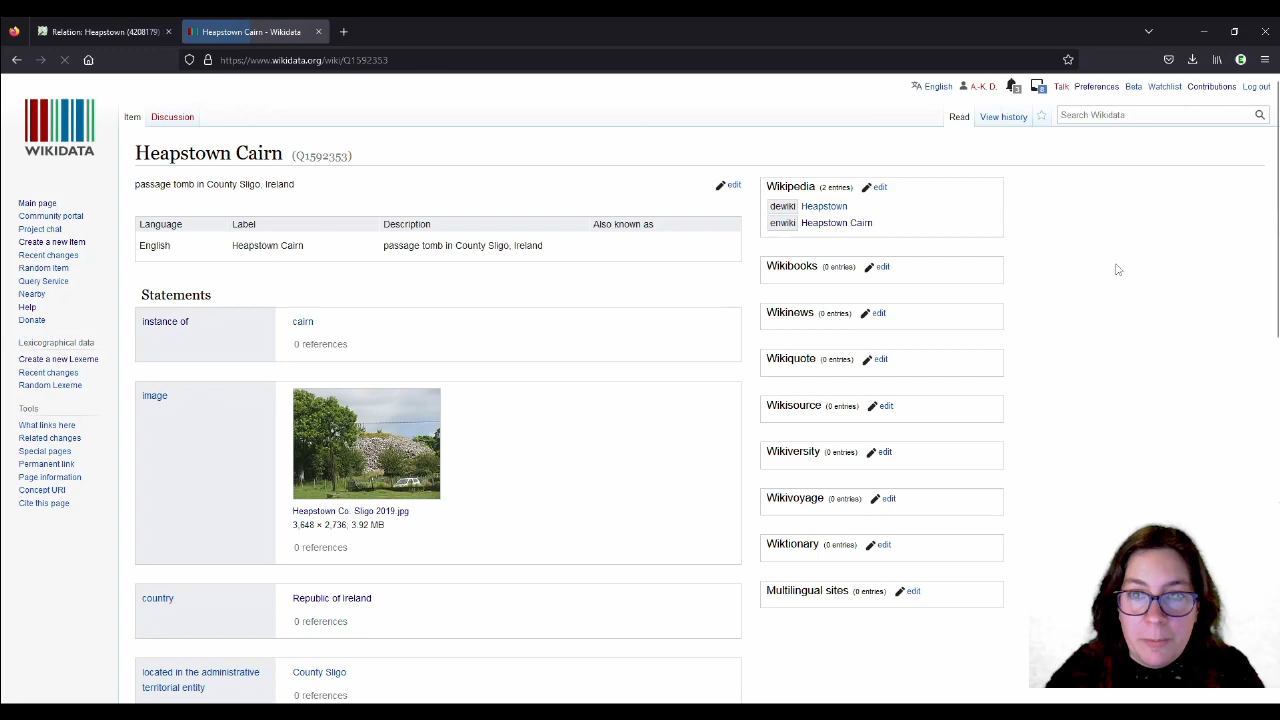 Relation: Heapstown (4208179)
Heapstown Cairn - Wikidata
https://www.wikidata.org/wiki/Q1592353
English
A.-K. D.
3
8
Talk
Preferences
Beta
Watchlist
Contributions
Log out
WIKIDATA
Item
Discussion
Read
View history
Search Wikidata
Heapstown Cairn (Q1592353)
passage tomb in County Sligo, Ireland
edit
Language Label Description Also known as
English Heapstown Cairn passage tomb in County Sligo, Ireland
Statements
instance of
cairn
0 references
image
Heapstown Co. Sligo 2019.jpg
3,648 × 2,736; 3.92 MB
0 references
country
Republic of Ireland
0 references
located in the administrative
territorial entity
County Sligo
0 references
Wikipedia (2 entries) edit
dewiki Heapstown
enwiki Heapstown Cairn
Wikibooks (0 entries) edit
Wikinews (0 entries) edit
Wikiquote (0 entries) edit
Wikisource (0 entries) edit
Wikiversity (0 entries) edit
Wikivoyage (0 entries) edit
Wiktionary (0 entries) edit
Multilingual sites (0 entries) edit
Main page
Community portal
Project chat
Create a new Item
Recent changes
Random Item
Query Service
Nearby
Help
Donate
Lexicographical data
Create a new Lexeme
Recent changes
Random Lexeme
Tools
What links here
Related changes
Special pages
Permanent link
Page information
Concept URI
Cite this page